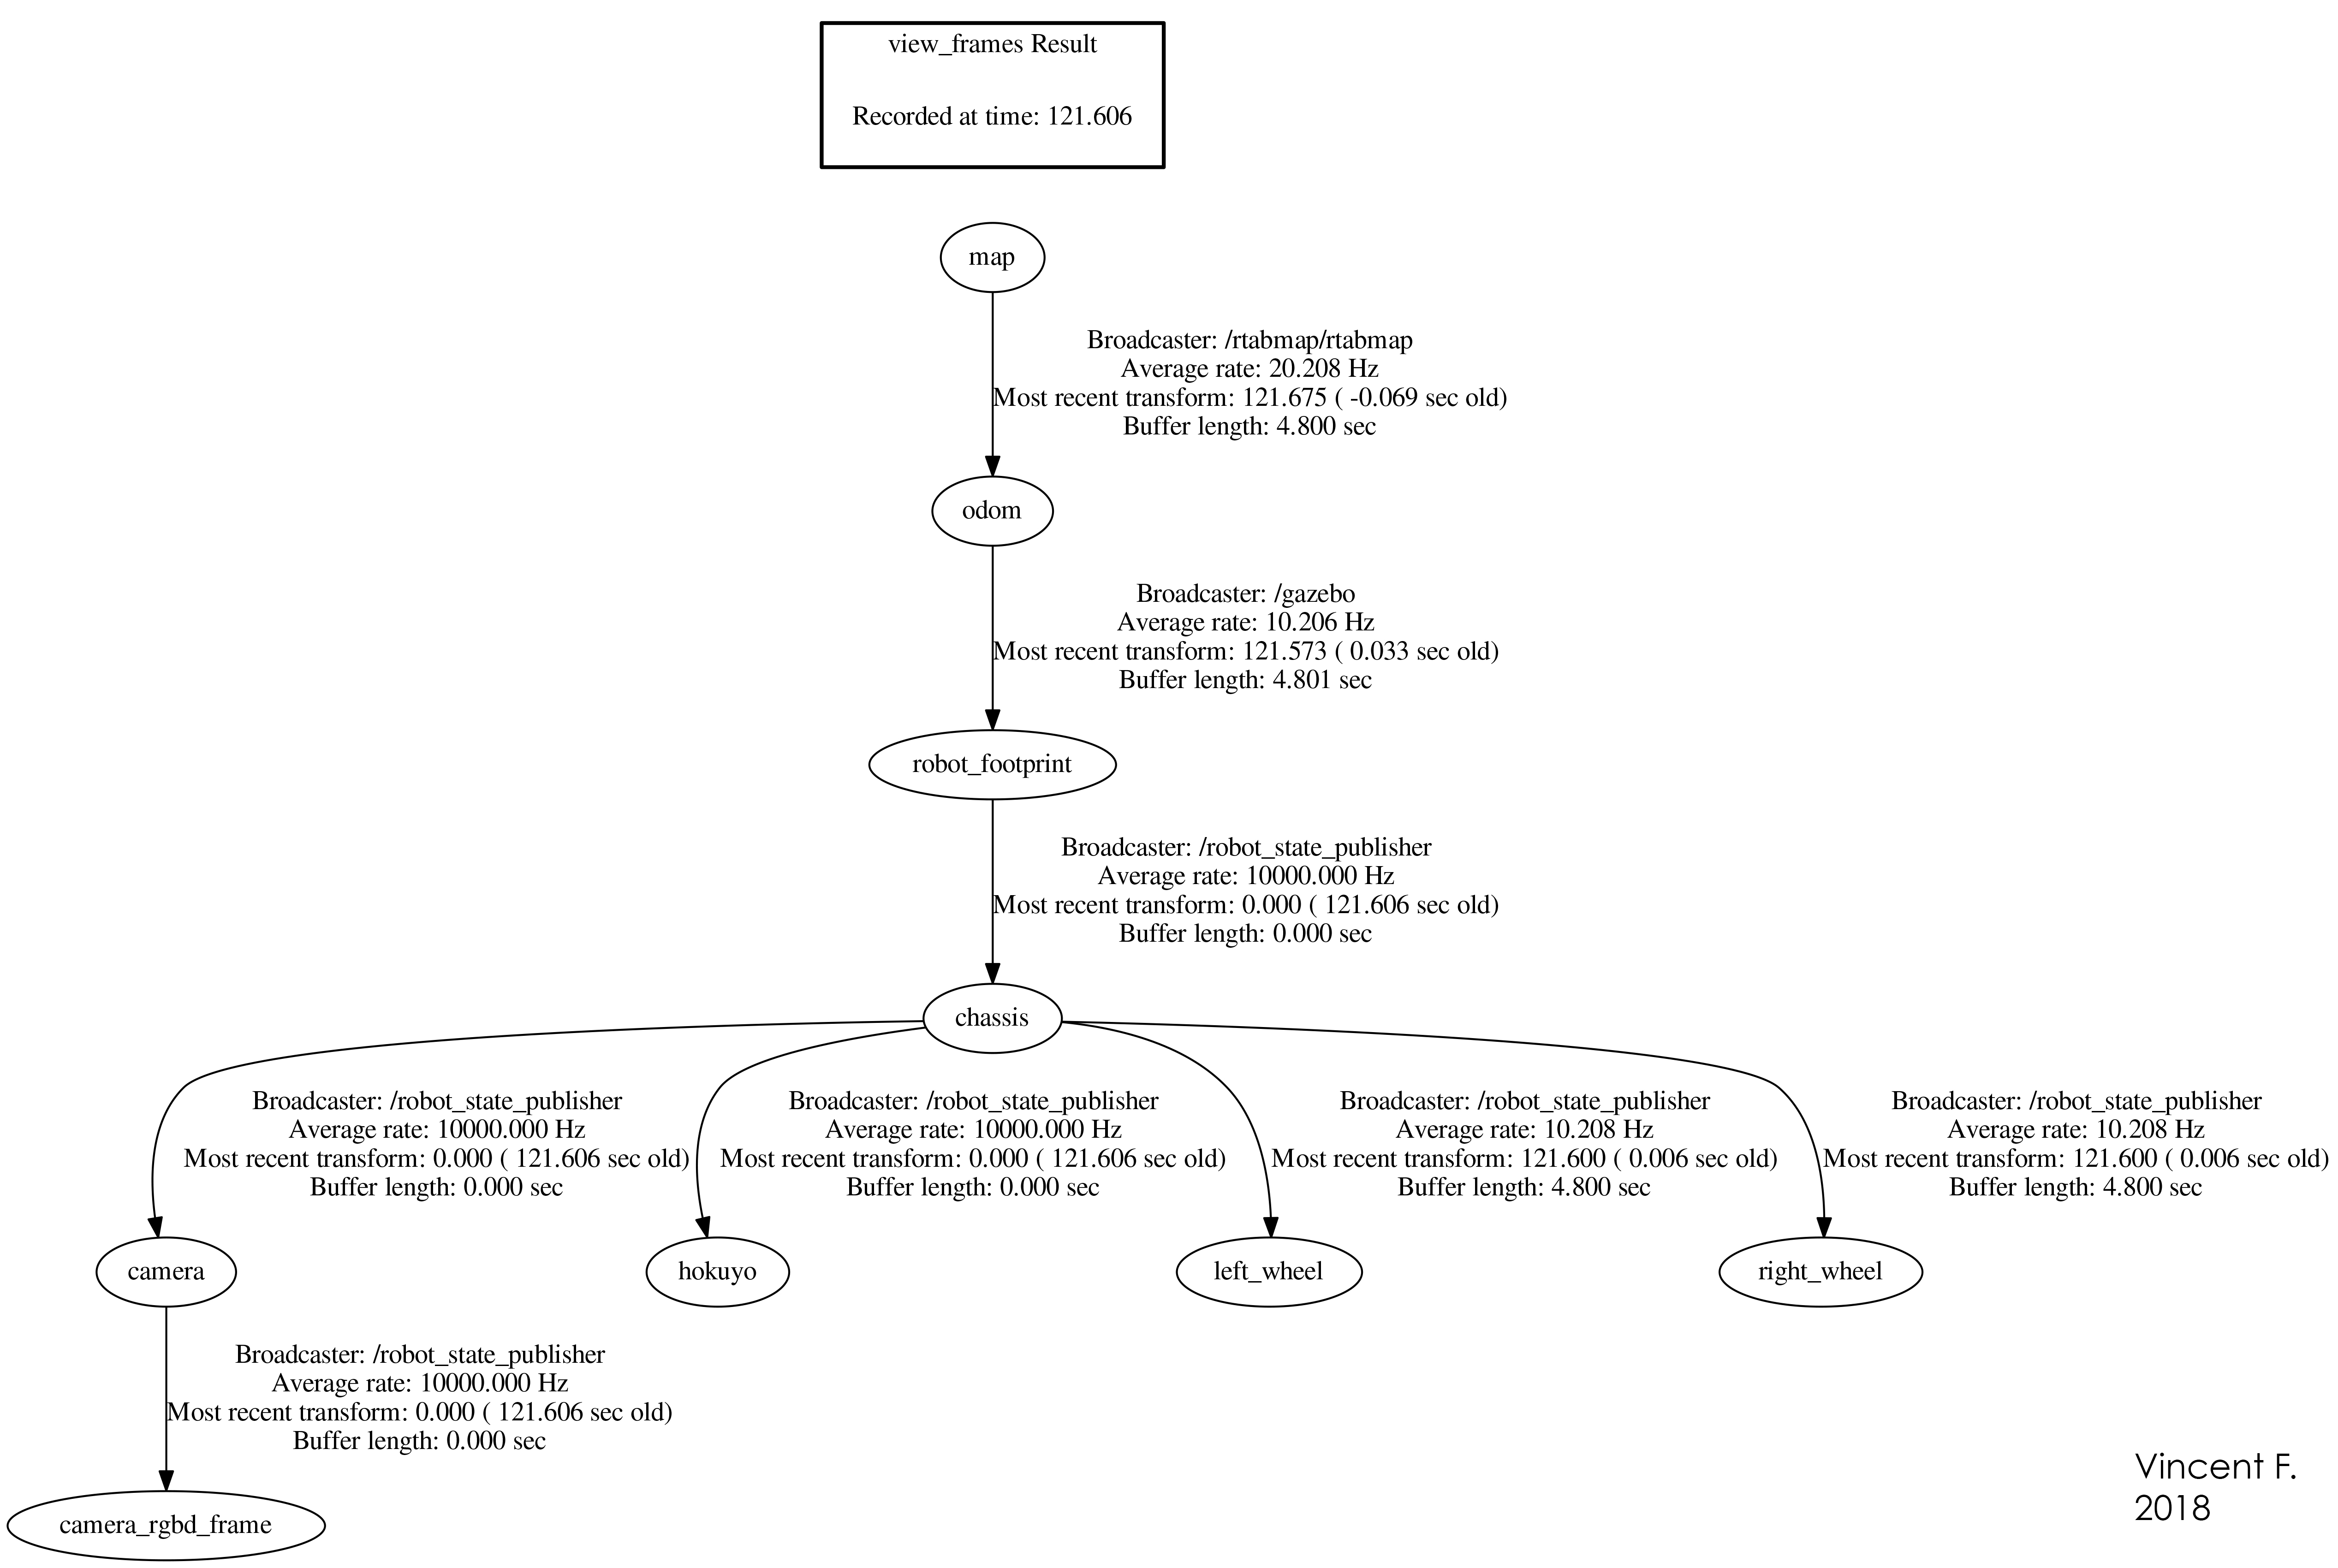 view_frames Result
Recorded at time: 121.606
map
Broadcaster: /rtabmap/rtabmap
Average rate: 20.208 Hz
Most recent transform: 121.675 ( -0.069 sec old)
Buffer length: 4.800 sec
odom
Broadcaster: /gazebo
Average rate: 10.206 Hz
Most recent transform: 121.573 ( 0.033 sec old)
Buffer length: 4.801 sec
robot_footprint
Broadcaster: /robot_state_publisher
Average rate: 10000.000 Hz
Most recent transform: 0.000 ( 121.606 sec old)
Buffer length: 0.000 sec
chassis
Broadcaster: /robot_state_publisher
Average rate: 10000.000 Hz
Most recent transform: 0.000 ( 121.606 sec old)
Buffer length: 0.000 sec
Broadcaster: /robot_state_publisher
Average rate: 10000.000 Hz
Most recent transform: 0.000 ( 121.606 sec old)
Buffer length: 0.000 sec
Broadcaster: /robot_state_publisher
Average rate: 10.208 Hz
Most recent transform: 121.600 ( 0.006 sec old)
Buffer length: 4.800 sec
Broadcaster: /robot_state_publisher
Average rate: 10.208 Hz
Most recent transform: 121.600 ( 0.006 sec old)
Buffer length: 4.800 sec
camera
hokuyo
left_wheel
right_wheel
Broadcaster: /robot_state_publisher
Average rate: 10000.000 Hz
Most recent transform: 0.000 ( 121.606 sec old)
Buffer length: 0.000 sec
camera_rgbd_frame
Vincent F.
2018